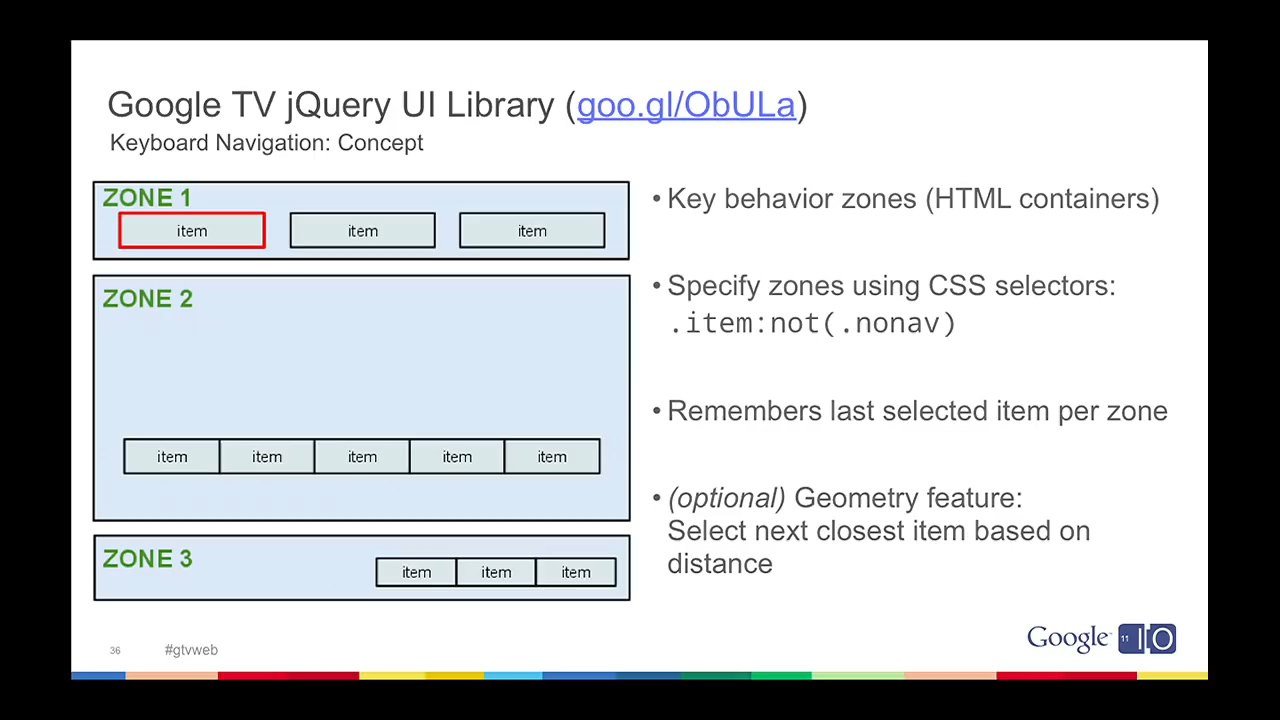 Google TV jQuery UI Library (goo.gl/ObULa)
Keyboard Navigation: Concept
ZONE 1
item item item
ZONE 2
item item item item item
ZONE 3
item item item
• Key behavior zones (HTML containers)
• Specify zones using CSS selectors:
.item:not(.nonav)
• Remembers last selected item per zone
• (optional) Geometry feature:
Select next closest item based on
distance
36 #gtvweb
Google 11 IO